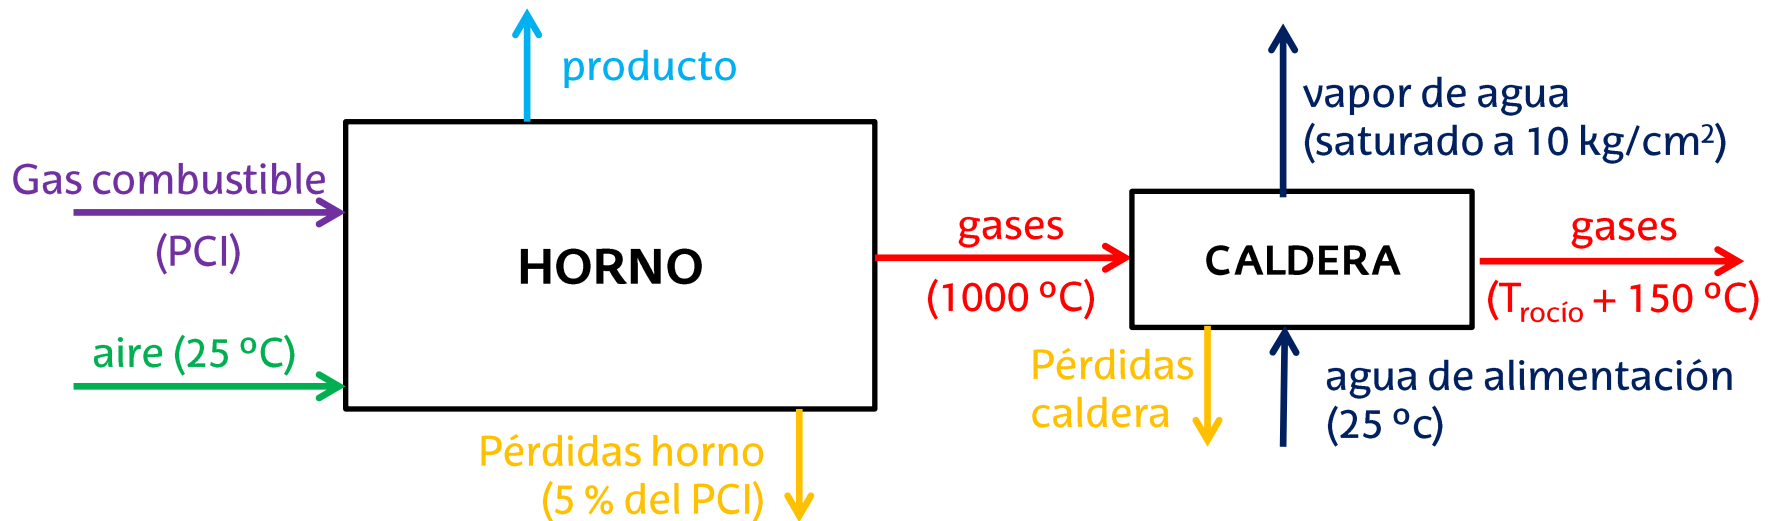 producto
Gas combustible
(PCI)
HORNO
aire (25 ºC)
Pérdidas horno
(5 % del PCI)
gases
(1000 ºC)
vapor de agua
(saturado a 10 kg/cm²)
CALDERA
gases
(Trocío + 150 ºC)
Pérdidas
caldera
agua de alimentación
(25 ºc)